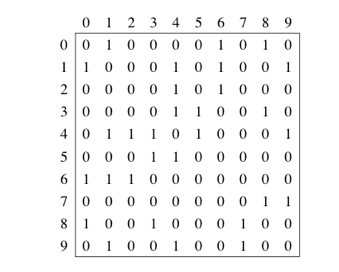 0 1 2 3 4 5 6 7 8 9
0 0 1 0 0 0 0 1 0 1 0
1 1 0 0 0 1 0 1 0 0 1
2 0 0 0 0 1 0 1 0 0 0
3 0 0 0 0 1 1 0 0 1 0
4 0 1 1 1 0 1 0 0 0 1
5 0 0 0 1 1 0 0 0 0 0
6 1 1 1 0 0 0 0 0 0 0
7 0 0 0 0 0 0 0 0 1 1
8 1 0 0 1 0 0 0 1 0 0
9 0 1 0 0 1 0 0 1 0 0